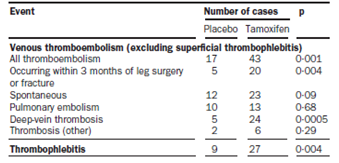 Event Number of cases p
Placebo Tamoxifen
Venous thromboembolism (excluding superficial thrombophlebitis)
All thromboembolism 17 43 0·001
Occurring within 3 months of leg surgery 5 20 0·004
or fracture
Spontaneous 12 23 0·09
Pulmonary embolism 10 13 0·68
Deep-vein thrombosis 5 24 0·0005
Thrombosis (other) 2 6 0·29
Thrombophlebitis 9 27 0·004